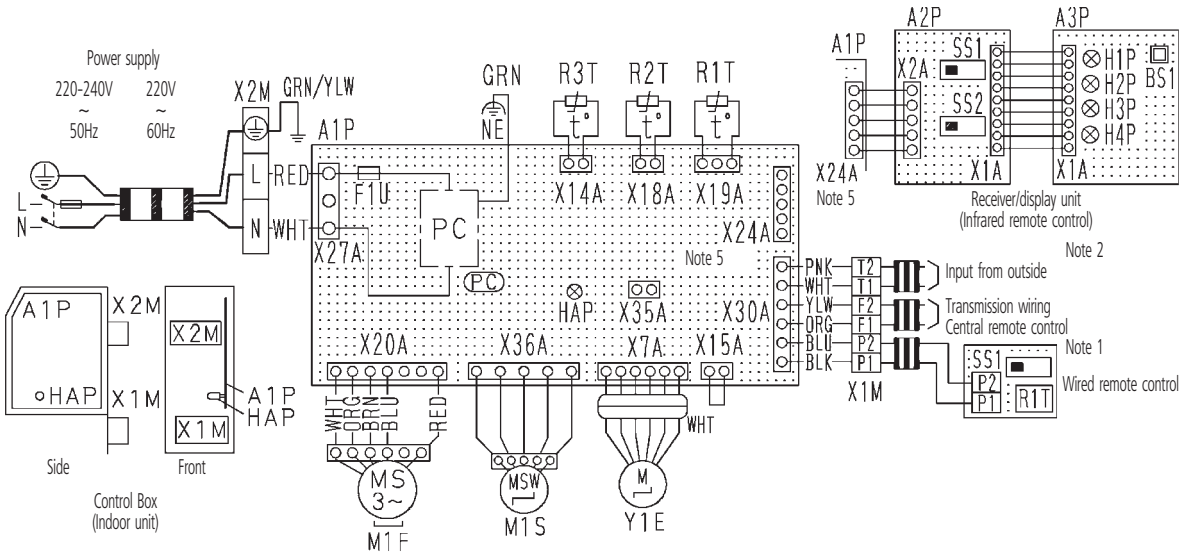 Power supply
220-240V 220V
~ ~
50Hz 60Hz
X2M
GRN/YLW
L
N
L
N
RED
WHT
A1P
F1U
X27A
PC
PC
GRN
NE
R3T
t°
X14A
R2T
t°
X18A
R1T
t°
X19A
X24A
Note 5
HAP
X35A
X30A
X20A
X36A
X7A
X15A
WHT
ORG
BRN
BLU
RED
MS
3~
M1F
MSW
M1S
WHT
M
Y1E
PNK T2
WHT T1
YLW F2
ORG F1
BLU P2
BLK P1
X1M
Input from outside
Transmission wiring
Central remote control
Note 1
SS1
P2
P1
R1T
Wired remote control
A1P
X24A
Note 5
A2P
X2A
SS1
SS2
X1A
A3P
H1P
H2P
H3P
H4P
BS1
X1A
Receiver/display unit
(Infrared remote control)
Note 2
A1P
HAP
X2M
X1M
Side
X2M
X1M
A1P
HAP
Front
Control Box
(Indoor unit)